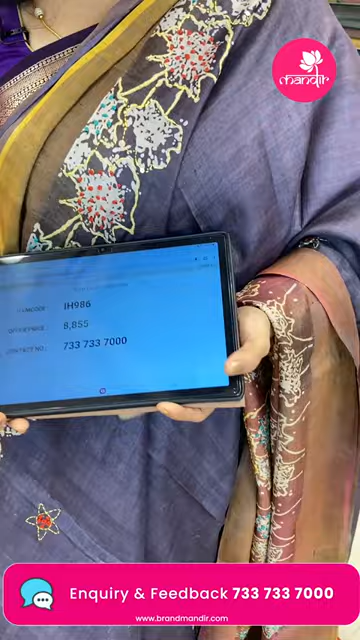 mandir
IH986
OFFER PRICE : 8,855
CONTACT NO. : 733 733 7000
Enquiry & Feedback 733 733 7000
www.brandmandir.com